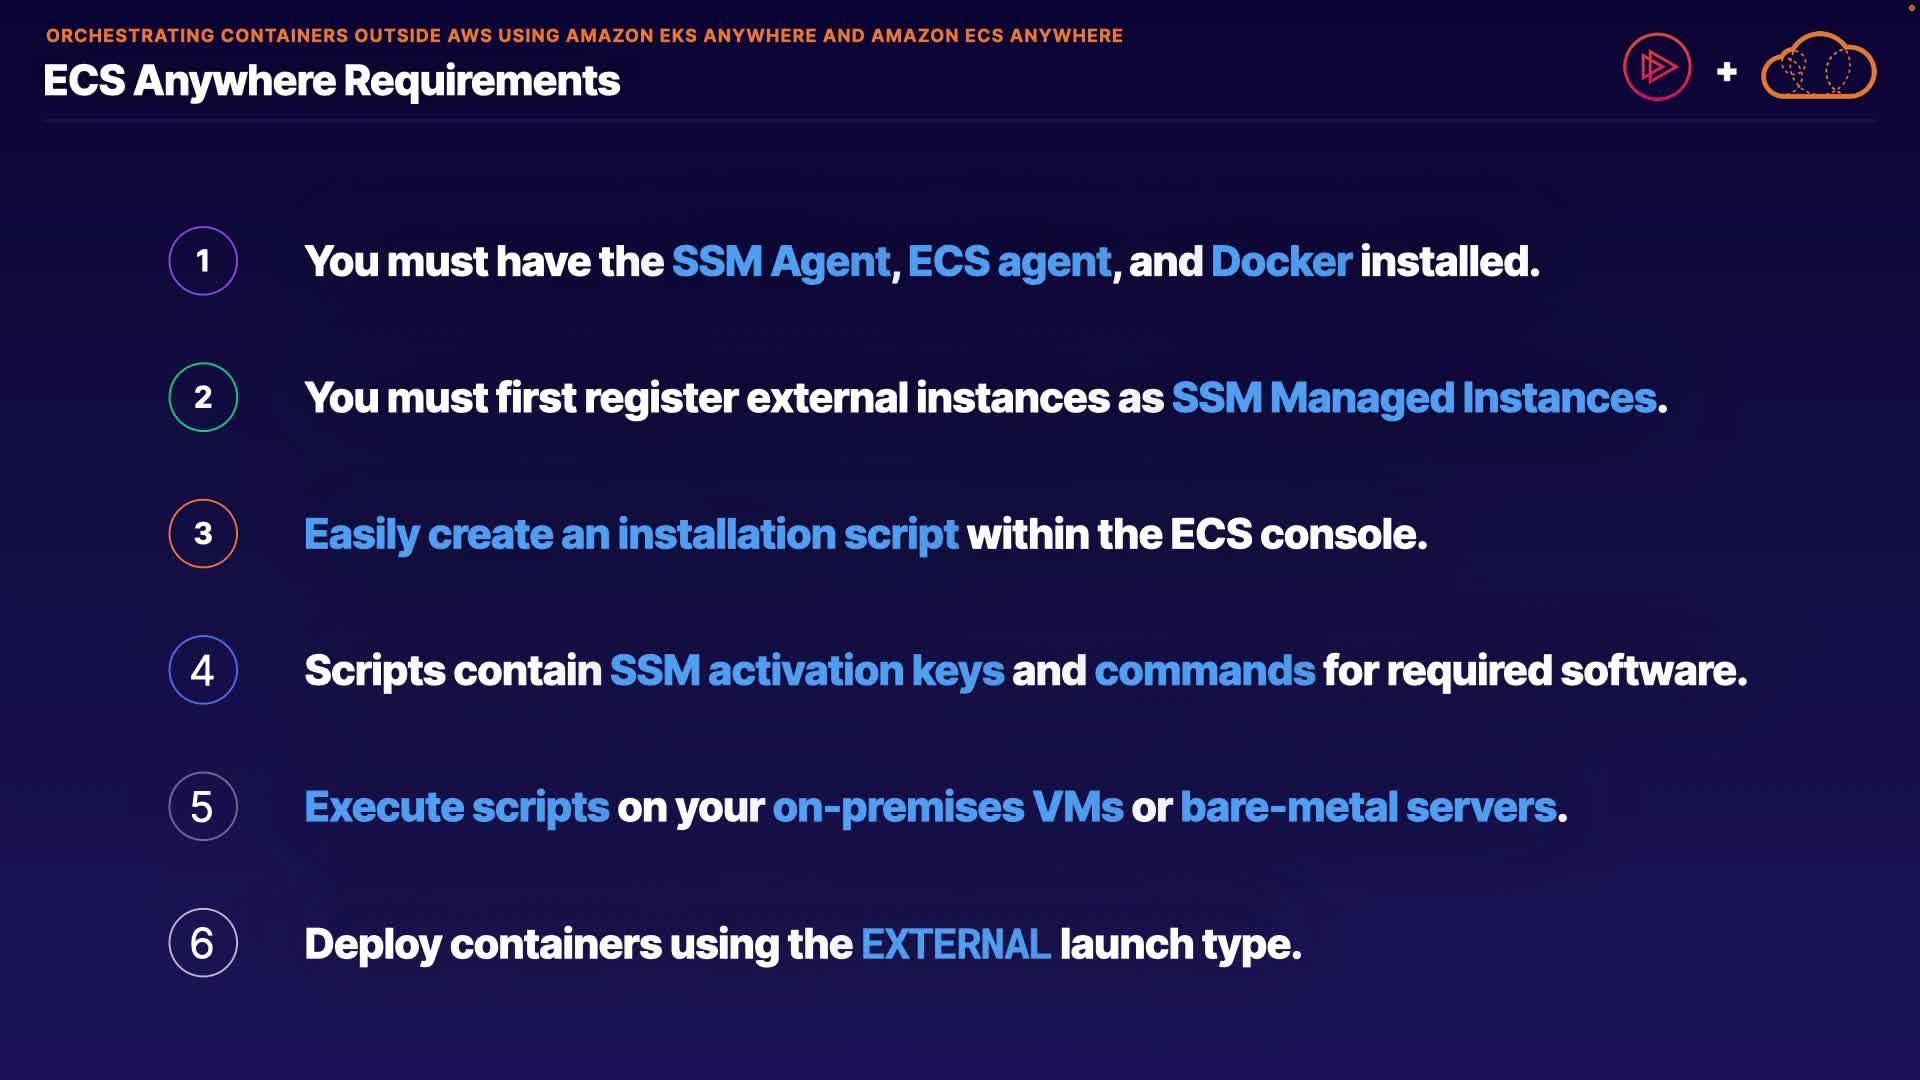 ORCHESTRATING CONTAINERS OUTSIDE AWS USING AMAZON EKS ANYWHERE AND AMAZON ECS ANYWHERE
ECS Anywhere Requirements
+
1 You must have the SSM Agent, ECS agent, and Docker installed.
2 You must first register external instances as SSM Managed Instances.
3 Easily create an installation script within the ECS console.
4 Scripts contain SSM activation keys and commands for required software.
5 Execute scripts on your on-premises VMs or bare-metal servers.
6 Deploy containers using the EXTERNAL launch type.